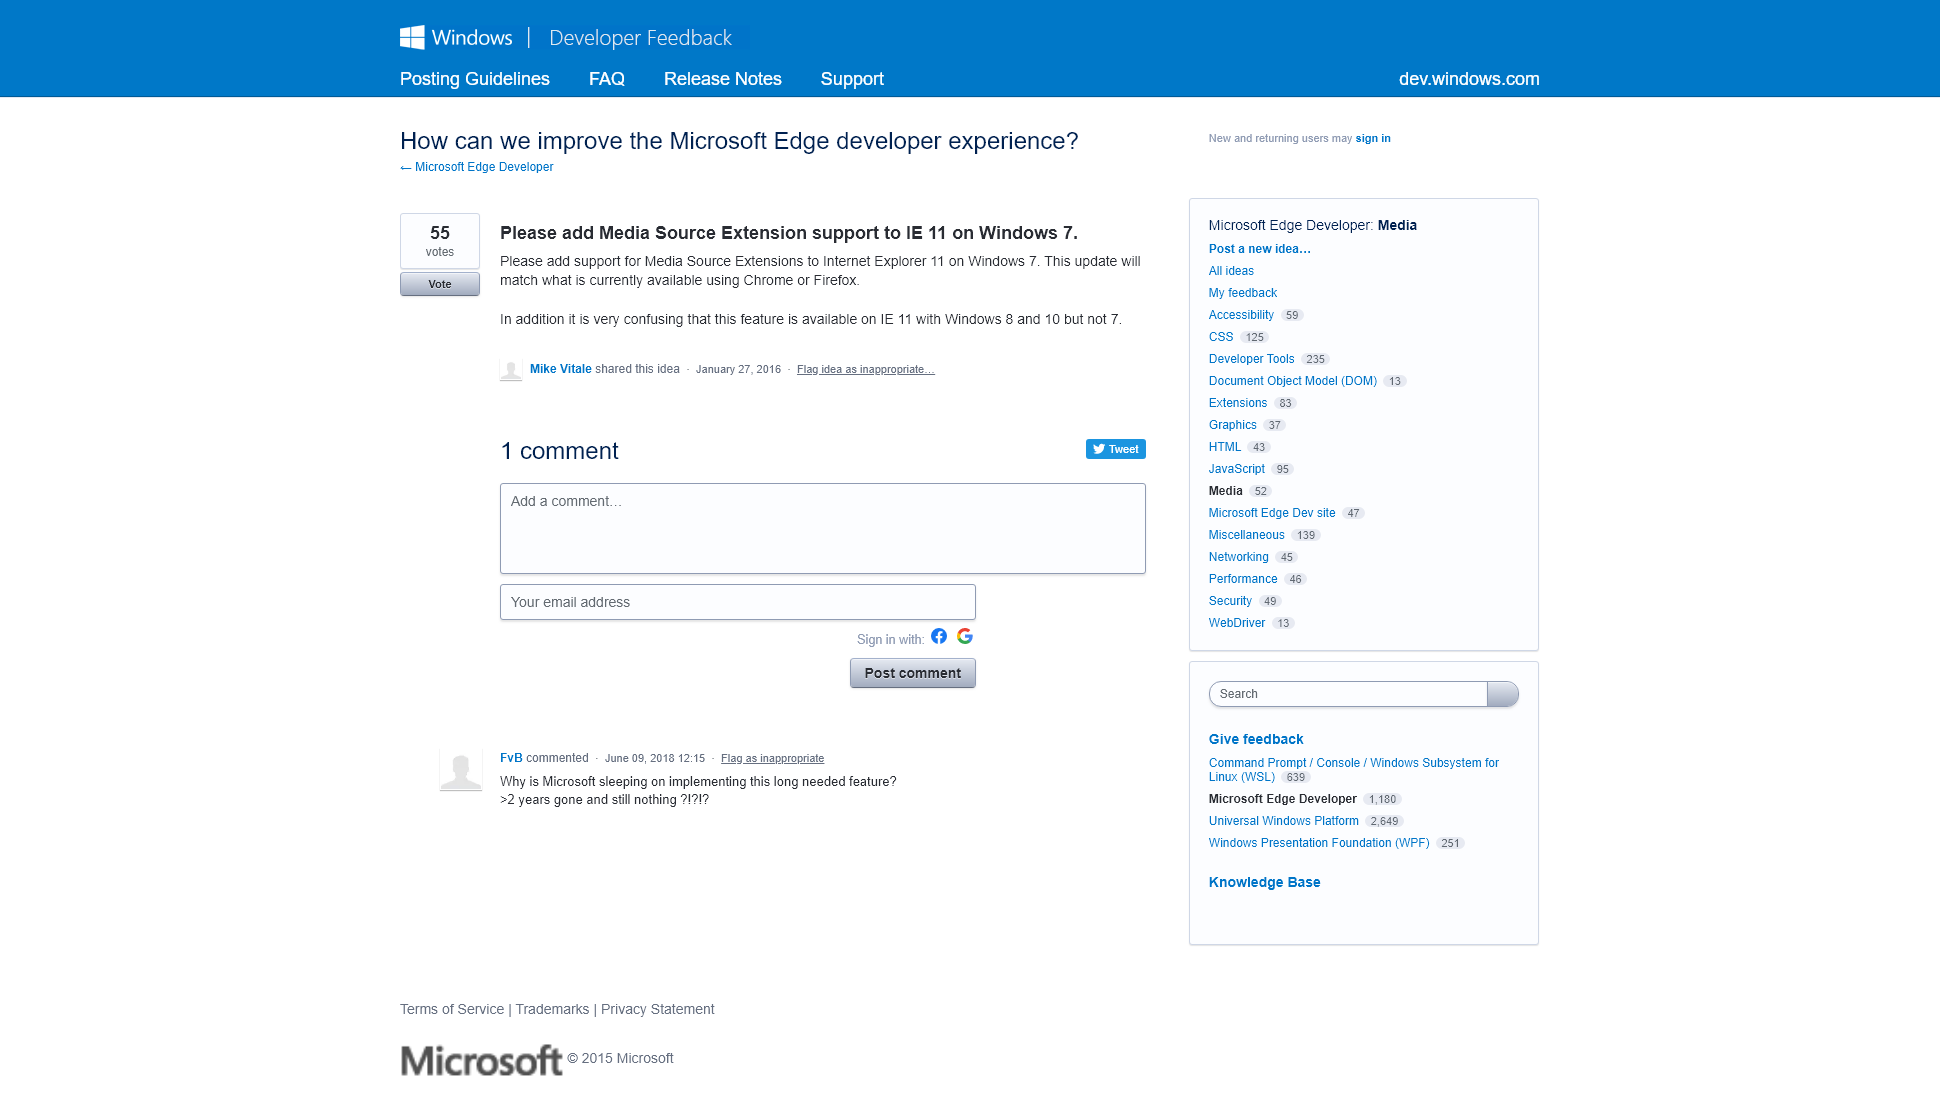 Windows | Developer Feedback
Posting Guidelines FAQ Release Notes Support dev.windows.com
How can we improve the Microsoft Edge developer experience?
New and returning users may sign in
← Microsoft Edge Developer
55
votes
Vote
Please add Media Source Extension support to IE 11 on Windows 7.
Please add support for Media Source Extensions to Internet Explorer 11 on Windows 7. This update will
match what is currently available using Chrome or Firefox.
In addition it is very confusing that this feature is available on IE 11 with Windows 8 and 10 but not 7.
Mike Vitale shared this idea · January 27, 2016 · Flag idea as inappropriate…
1 comment
Tweet
Add a comment…
Your email address
Sign in with:
Post comment
FvB commented · June 09, 2018 12:15 · Flag as inappropriate
Why is Microsoft sleeping on implementing this long needed feature?
>2 years gone and still nothing ?!?!?
Microsoft Edge Developer: Media
Post a new idea…
All ideas
My feedback
Accessibility 59
CSS 125
Developer Tools 235
Document Object Model (DOM) 13
Extensions 83
Graphics 37
HTML 43
JavaScript 95
Media 52
Microsoft Edge Dev site 47
Miscellaneous 139
Networking 45
Performance 46
Security 49
WebDriver 13
Search
Give feedback
Command Prompt / Console / Windows Subsystem for
Linux (WSL) 639
Microsoft Edge Developer 1,180
Universal Windows Platform 2,649
Windows Presentation Foundation (WPF) 251
Knowledge Base
Terms of Service | Trademarks | Privacy Statement
Microsoft © 2015 Microsoft